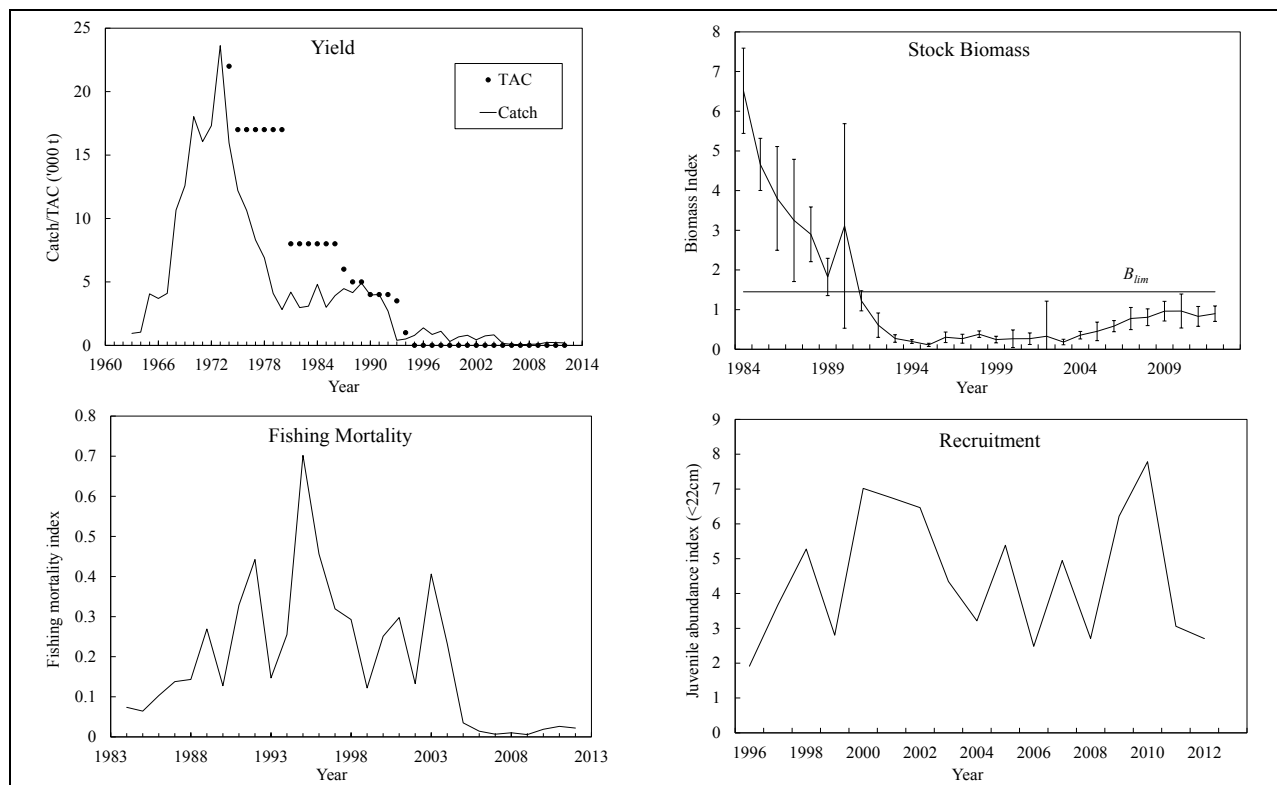 Yield
25
20
15
10
5
0
Catch/TAC ('000 t)
TAC
Catch
1960 1966 1972 1978 1984 1990 1996 2002 2008 2014
Year
Stock Biomass
8
7
6
5
4
3
2
1
0
Biomass Index
Blim
1984 1989 1994 1999 2004 2009
Year
Fishing Mortality
0.8
0.7
0.6
0.5
0.4
0.3
0.2
0.1
0
Fishing mortality index
1983 1988 1993 1998 2003 2008 2013
Year
Recruitment
9
8
7
6
5
4
3
2
1
0
Juvenile abundance index (<22cm)
1996 1998 2000 2002 2004 2006 2008 2010 2012
Year